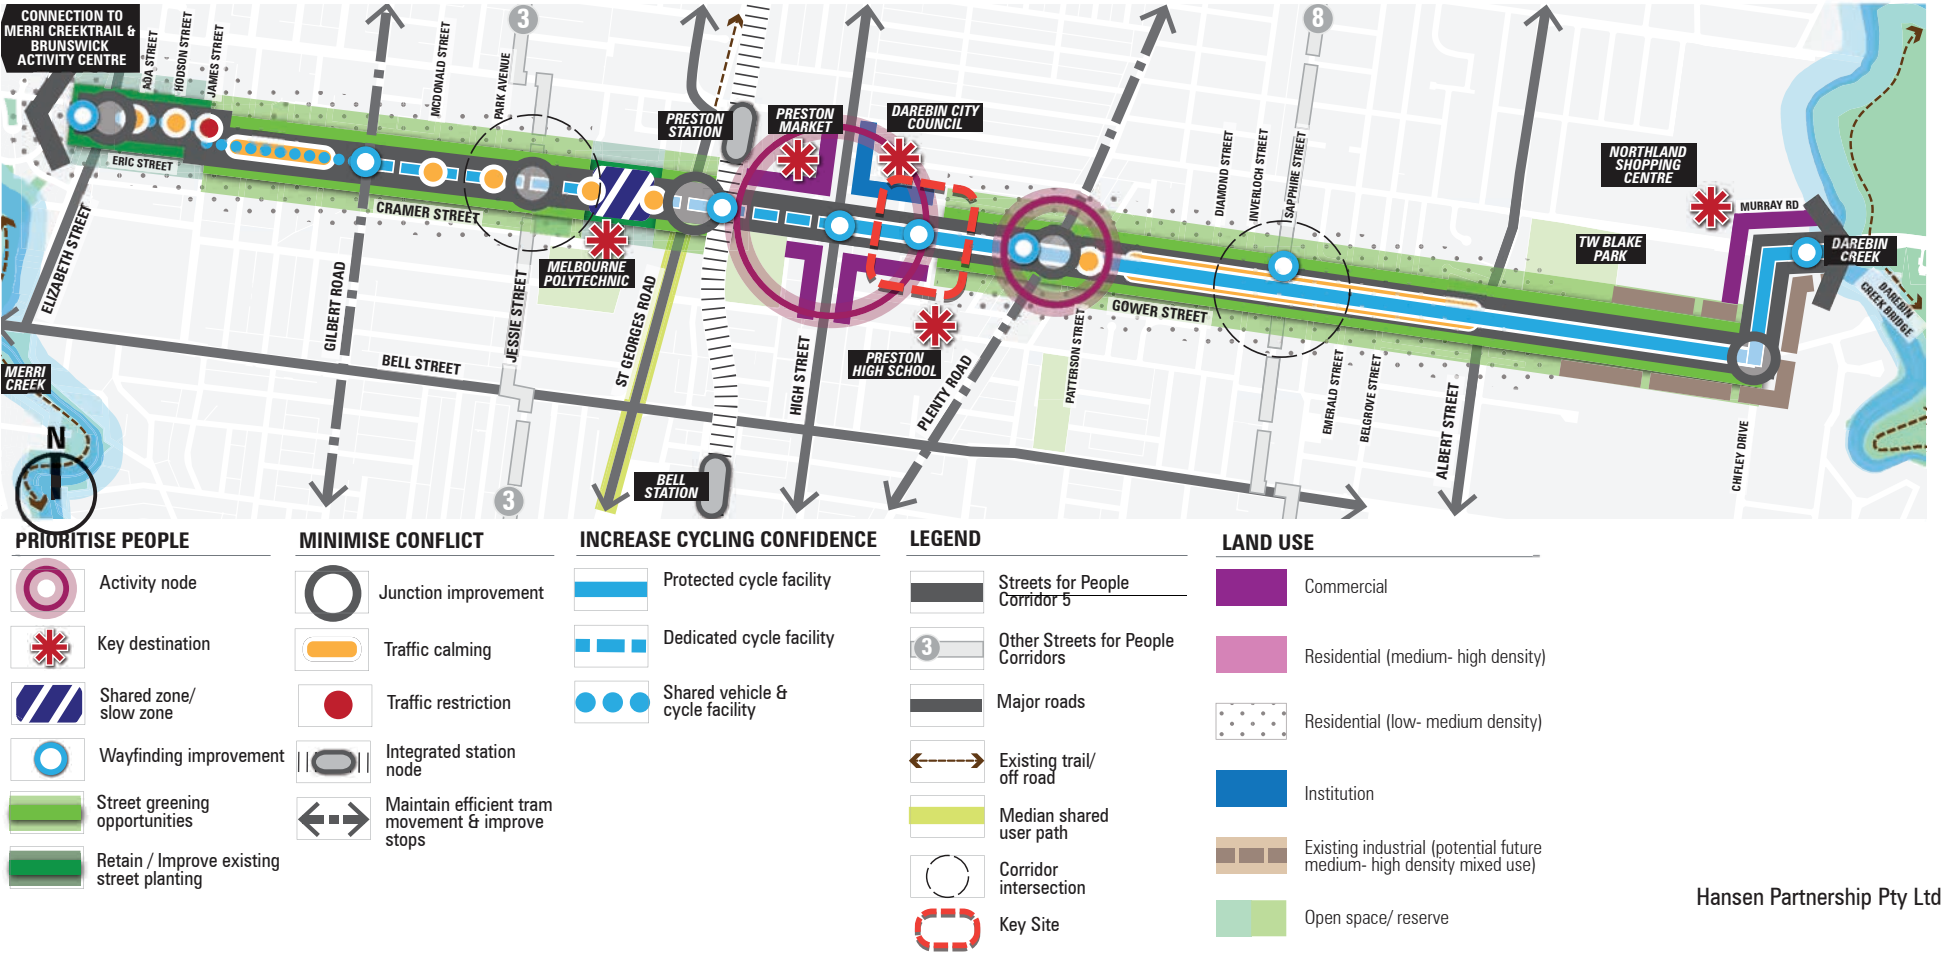 CONNECTION TO
MERRI CREEKTRAIL &
BRUNSWICK
ACTIVITY CENTRE
ADA STREET
HODSON STREET
JAMES STREET
MCDONALD STREET
PARK AVENUE
3
8
PRESTON
STATION
PRESTON
MARKET
DAREBIN CITY
COUNCIL
NORTHLAND
SHOPPING
CENTRE
DIAMOND STREET
INVERLOCH STREET
SAPPHIRE STREET
MURRAY RD
ERIC STREET
CRAMER STREET
TW BLAKE
PARK
DAREBIN
CREEK
DAREBIN
CREEK BRIDGE
MELBOURNE
POLYTECHNIC
ELIZABETH STREET
GILBERT ROAD
JESSIE STREET
ST GEORGES ROAD
GOWER STREET
HIGH STREET
PRESTON
HIGH SCHOOL
PLENTY ROAD
PATTERSON STREET
EMERALD STREET
BELGROVE STREET
ALBERT STREET
CHIFLEY DRIVE
BELL STREET
MERRI
CREEK
N
3
BELL
STATION
PRIORITISE PEOPLE
Activity node
Key destination
Shared zone/
slow zone
Wayfinding improvement
Street greening
opportunities
Retain / Improve existing
street planting
MINIMISE CONFLICT
Junction improvement
Traffic calming
Traffic restriction
Integrated station
node
Maintain efficient tram
movement & improve
stops
INCREASE CYCLING CONFIDENCE
Protected cycle facility
Dedicated cycle facility
Shared vehicle &
cycle facility
LEGEND
Streets for People
Corridor 5
3
Other Streets for People
Corridors
Major roads
Existing trail/
off road
Median shared
user path
Corridor
intersection
Key Site
LAND USE
Commercial
Residential (medium- high density)
Residential (low- medium density)
Institution
Existing industrial (potential future
medium- high density mixed use)
Open space/ reserve
Hansen Partnership Pty Ltd